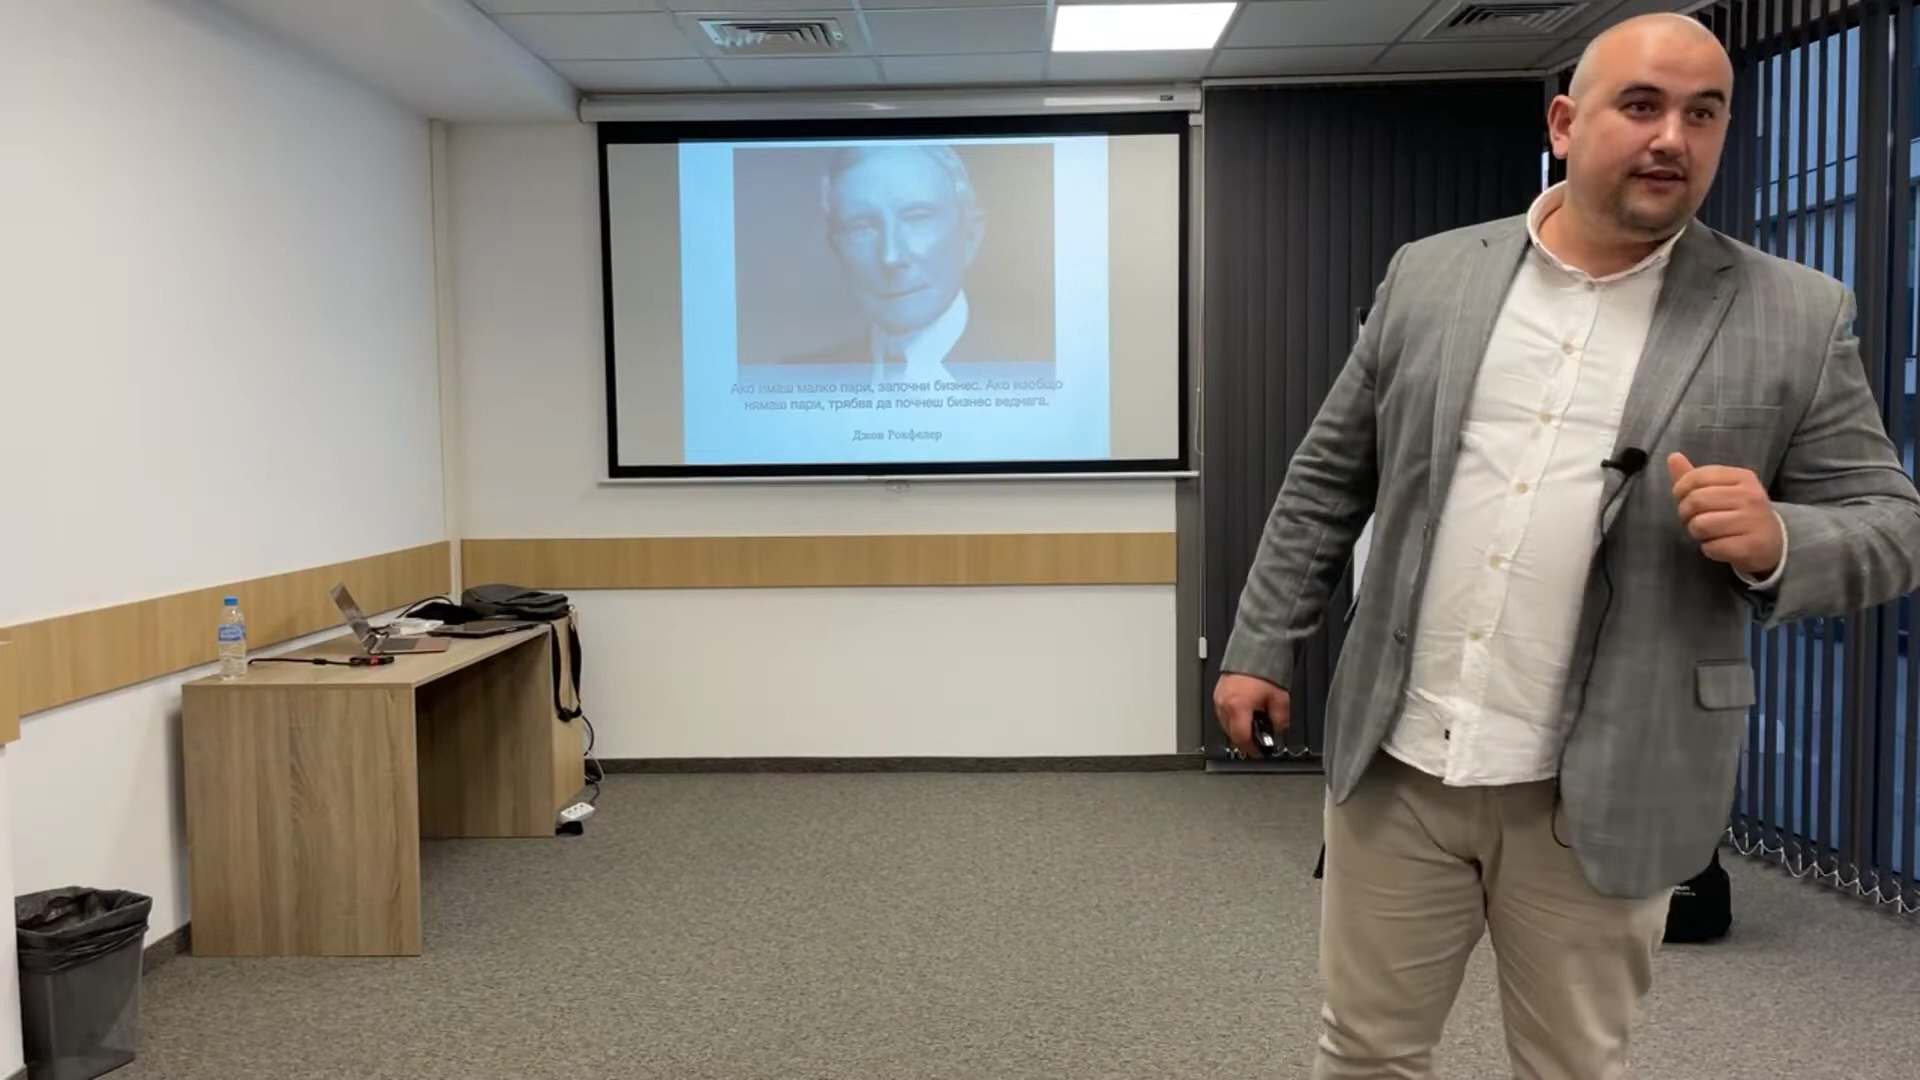 Ако имаш малко пари, започни бизнес. Ако изобщо
нямаш пари, трябва да почнеш бизнес веднага.
Джон Рокфелер